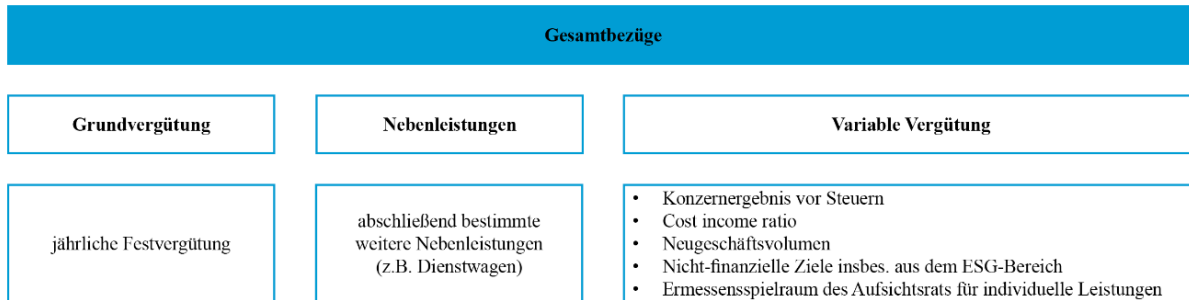 Gesamtbezüge
Grundvergütung
Nebenleistungen
Variable Vergütung
jährliche Festvergütung
abschließend bestimmte
weitere Nebenleistungen
(z.B. Dienstwagen)
• Konzernergebnis vor Steuern
• Cost income ratio
• Neugeschäftsvolumen
• Nicht-finanzielle Ziele insbes. aus dem ESG-Bereich
• Ermessensspielraum des Aufsichtsrats für individuelle Leistungen